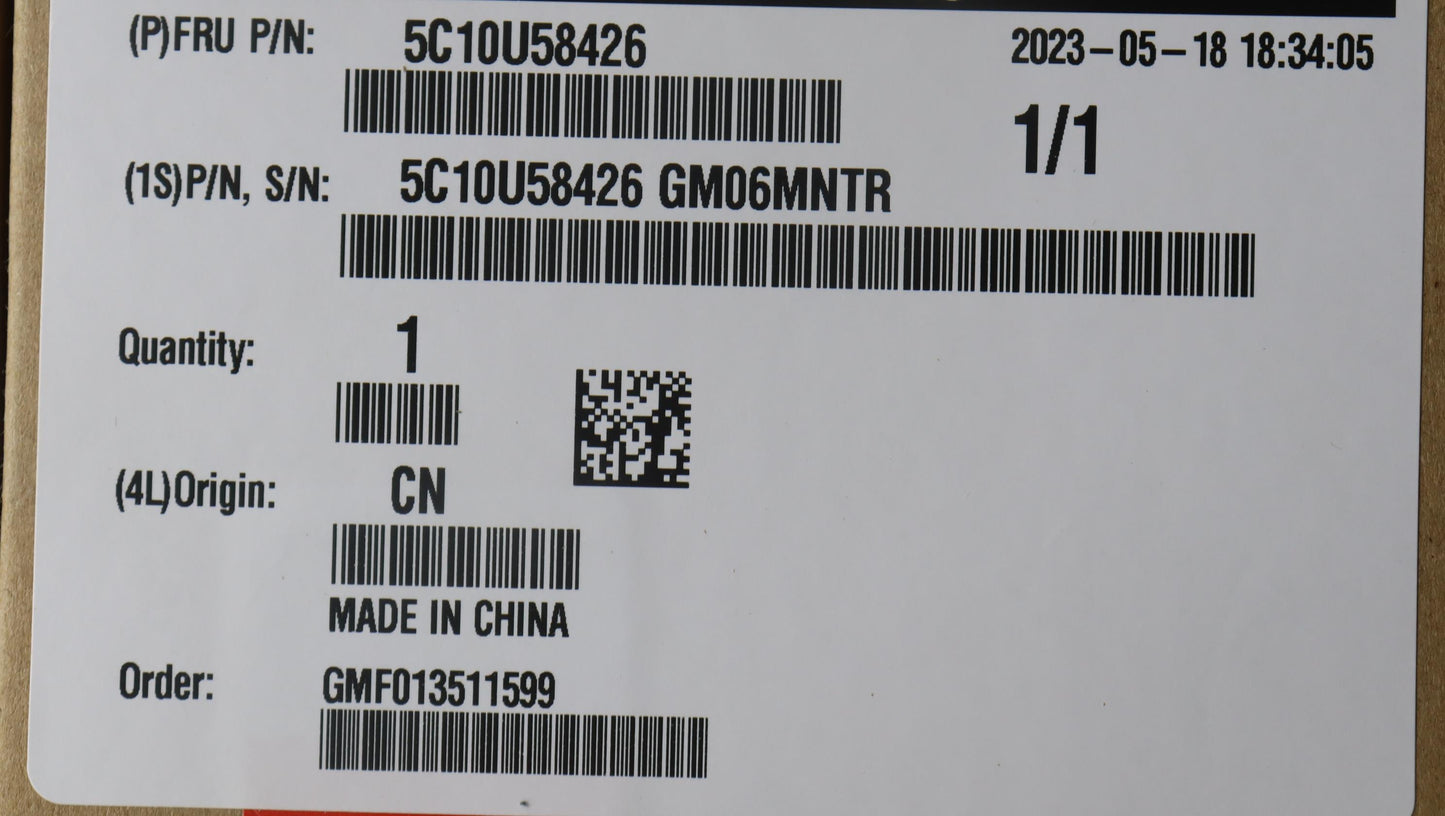 (P)FRU P/N: 5C10U58426 2023-05-18 18:34:05
1/1
(1S)P/N, S/N: 5C10U58426 GM06MNTR
Quantity: 1
(4L)Origin: CN
MADE IN CHINA
Order: GMF013511599